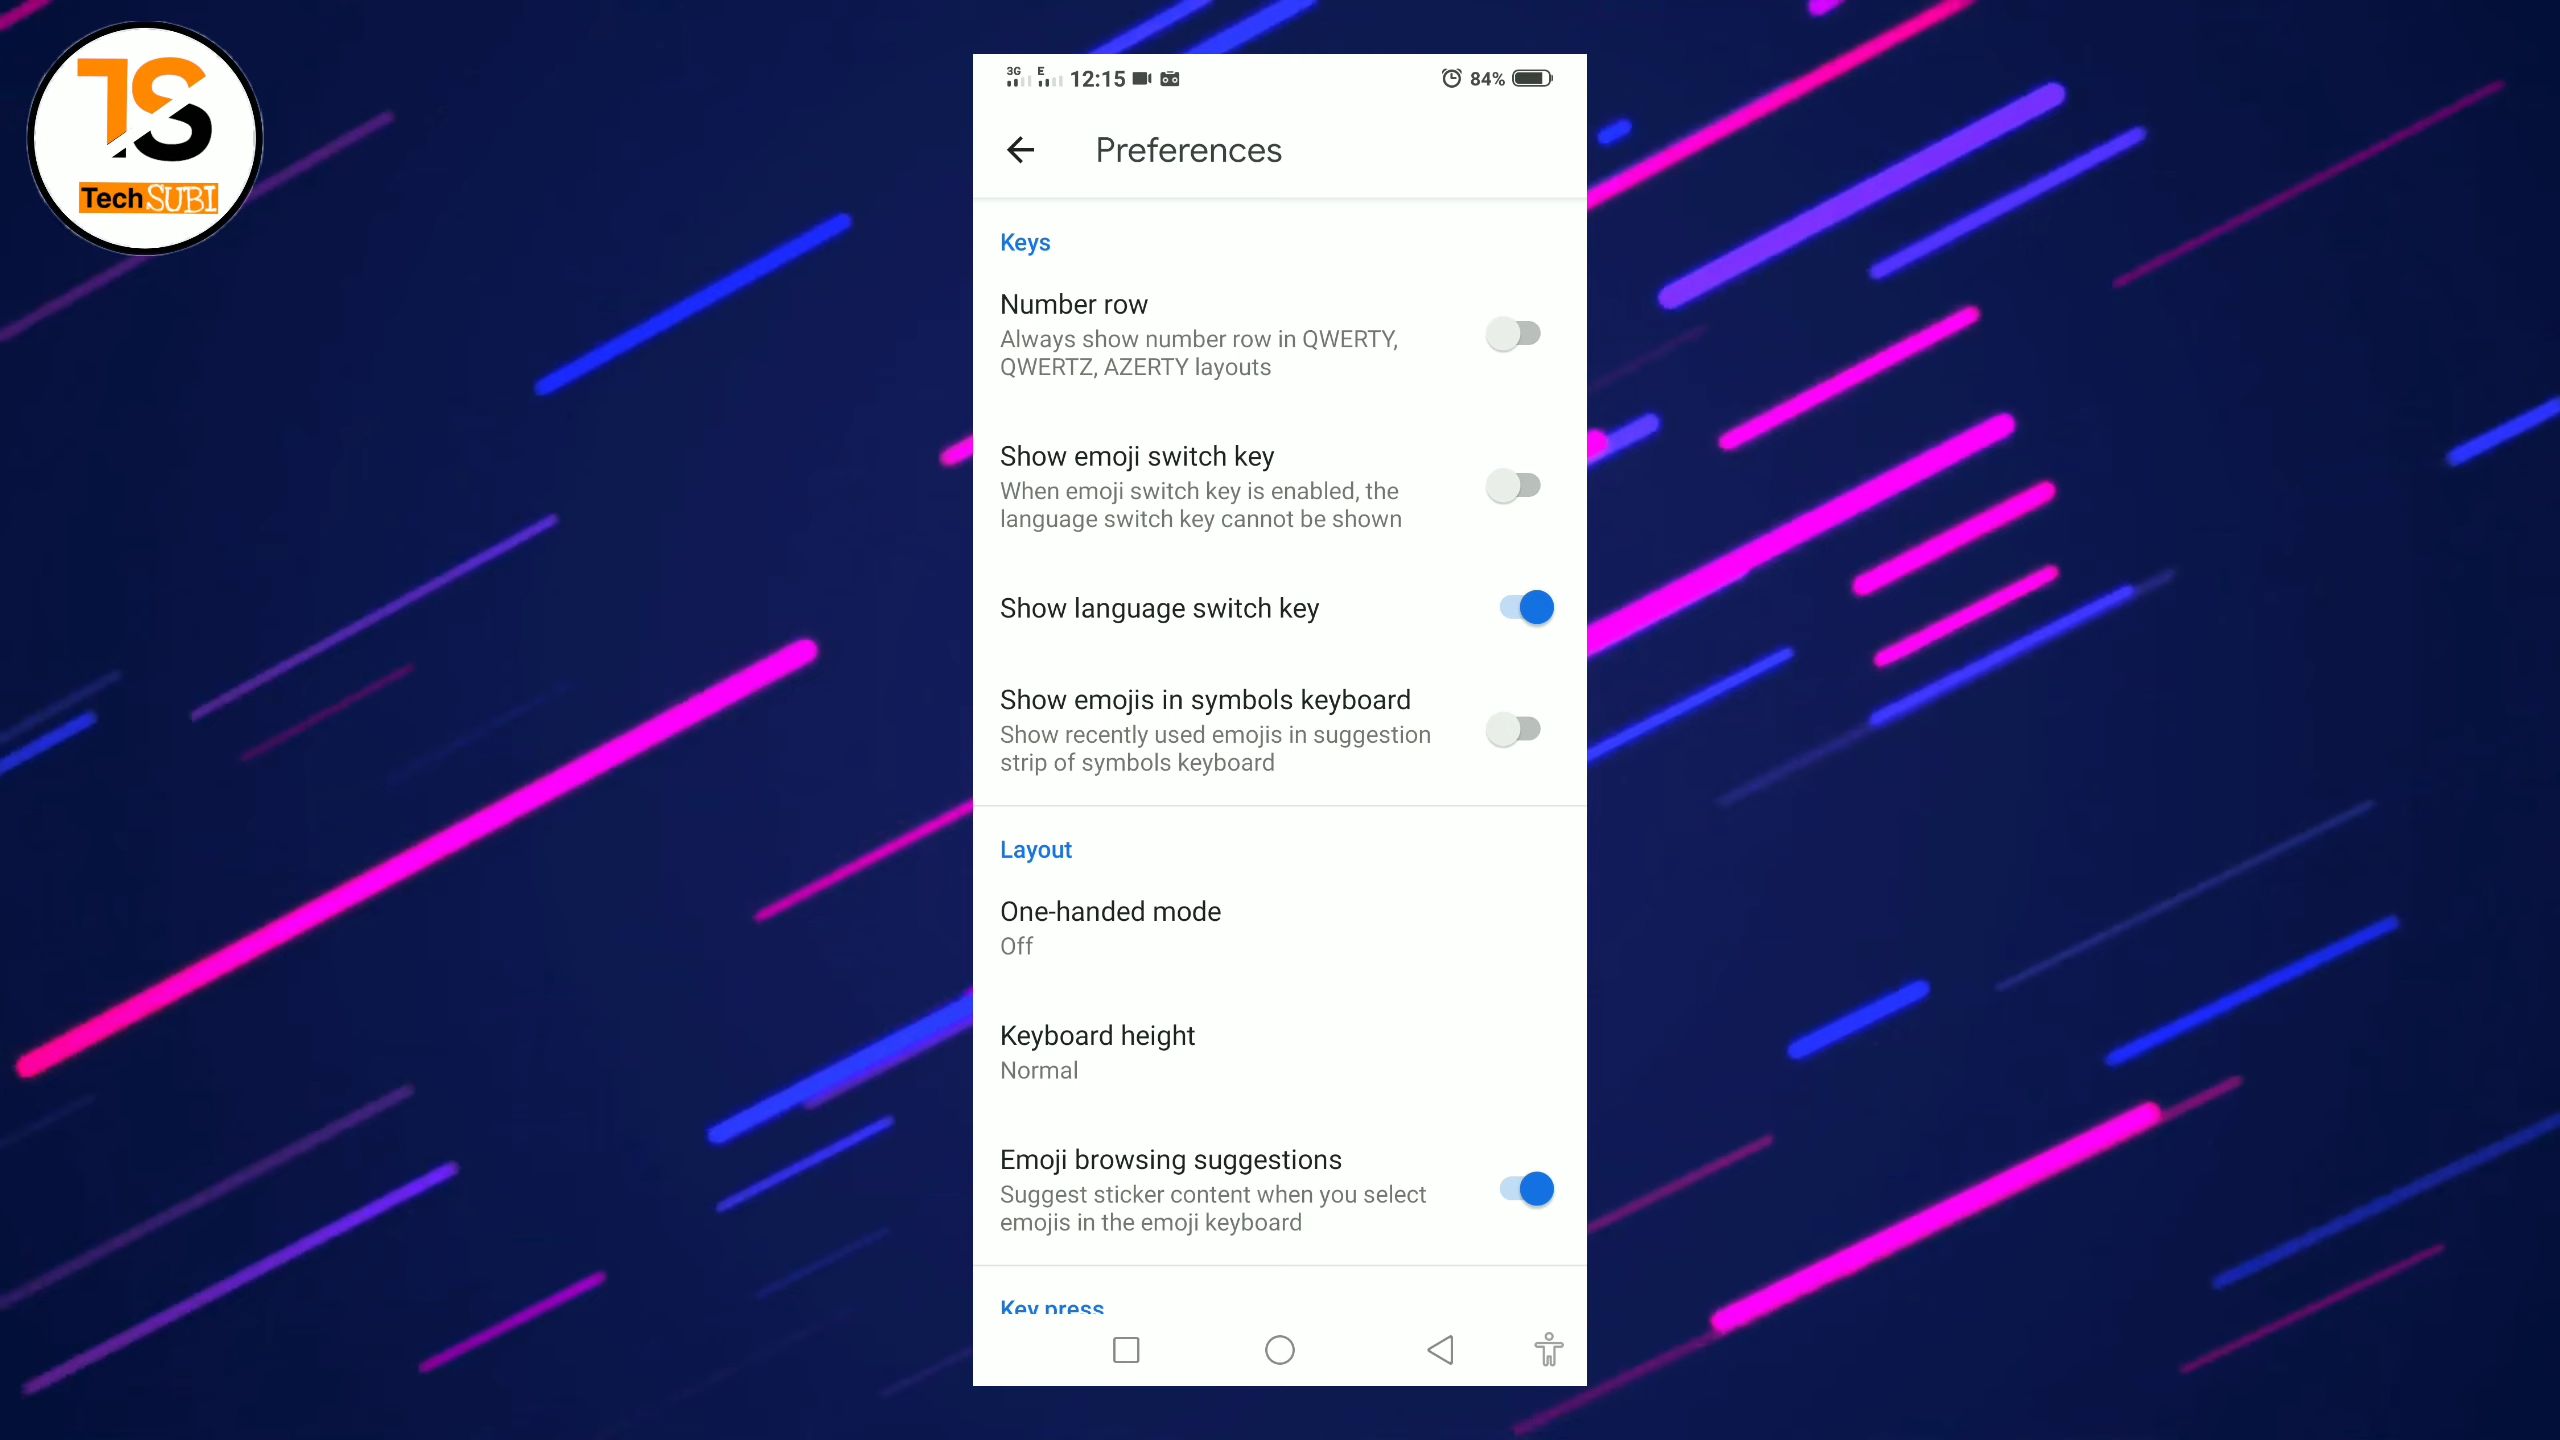 TS
Tech SUBI
3G E 12:15 84%
Preferences
Keys
Number row
Always show number row in QWERTY,
QWERTZ, AZERTY layouts
Show emoji switch key
When emoji switch key is enabled, the
language switch key cannot be shown
Show language switch key
Show emojis in symbols keyboard
Show recently used emojis in suggestion
strip of symbols keyboard
Layout
One-handed mode
Off
Keyboard height
Normal
Emoji browsing suggestions
Suggest sticker content when you select
emojis in the emoji keyboard
Key press